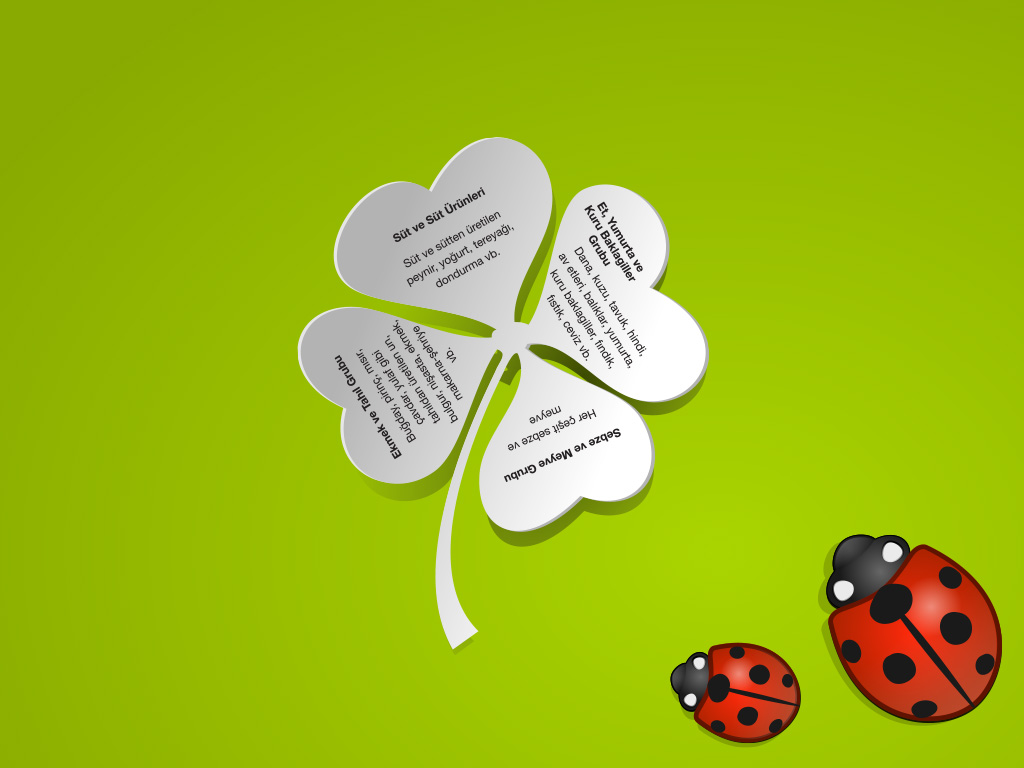 Süt ve Süt Ürünleri
Süt ve sütten üretilen
peynir, yoğurt, tereyağı,
dondurma vb.
Et, Yumurta ve
Kuru Baklagiller
Grubu
Dana, kuzu, tavuk, hindi,
av etleri, balıklar, yumurta,
kuru baklagiller, fındık,
fıstık, ceviz vb.
Sebze ve Meyve Grubu
Her çeşit sebze ve
meyve
Ekmek ve Tahıl Grubu
Buğday, pirinç, mısır,
çavdar, yulaf gibi
tahıldan üretilen un,
bulgur, nişasta, ekmek,
makarna-şehriye
vb.